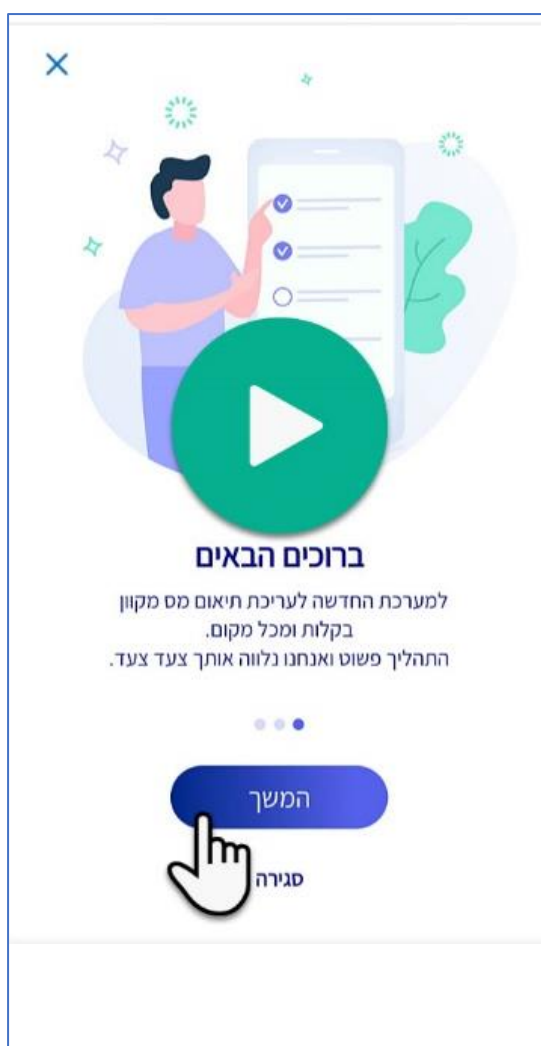 ברוכים הבאים
למערכת החדשה לעריכת תיאום מס מקוון
בקלות ומכל מקום.
התהליך פשוט ואנחנו נלווה אותך צעד צעד.
המשך
סגירה